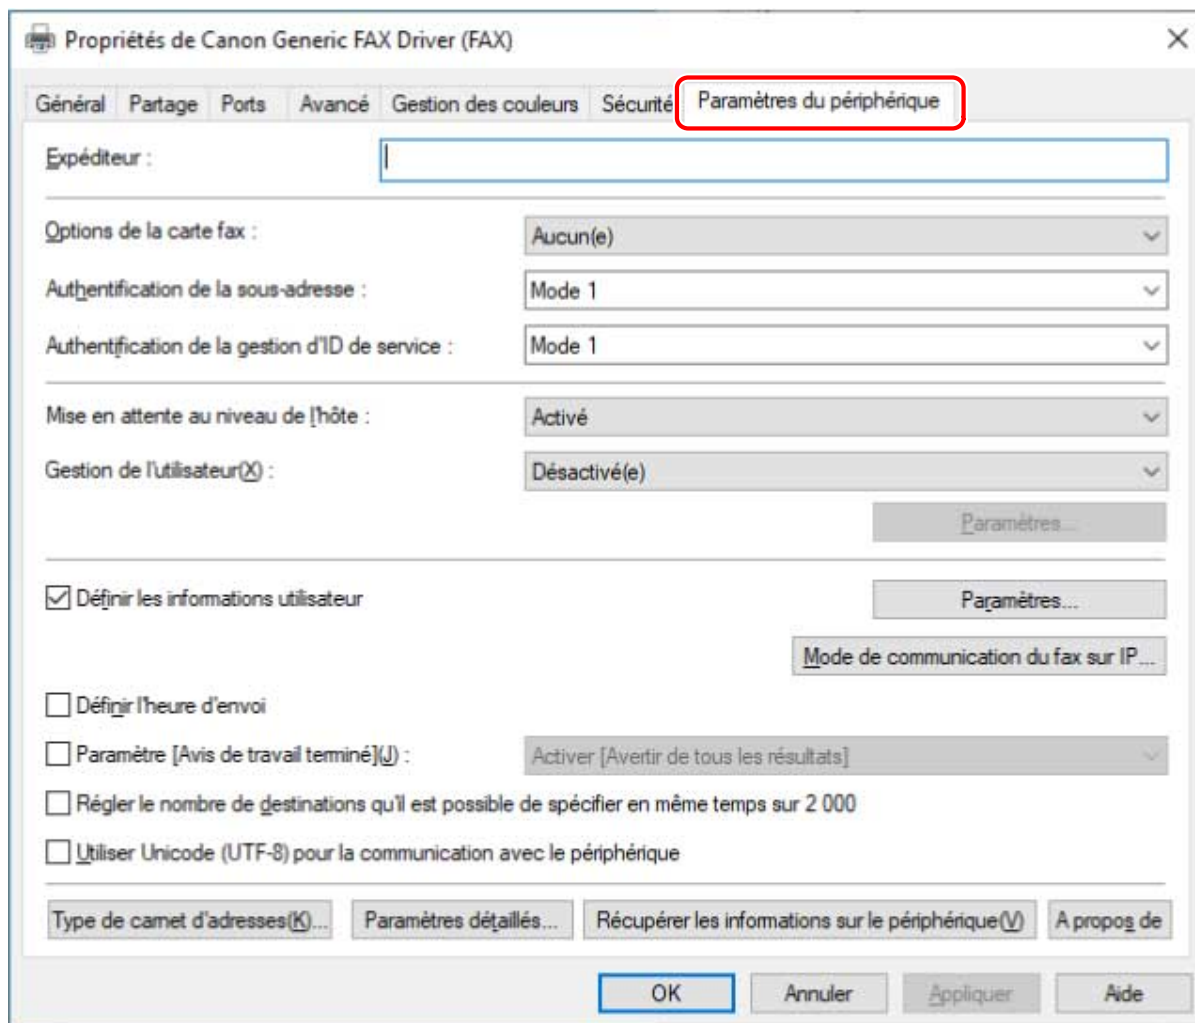 Propriétés de Canon Generic FAX Driver (FAX)
Général Partage Ports Avancé Gestion des couleurs Sécurité Paramètres du périphérique
Expéditeur :
Options de la carte fax : Aucun(e)
Authentification de la sous-adresse : Mode 1
Authentification de la gestion d'ID de service : Mode 1
Mise en attente au niveau de l'hôte : Activé
Gestion de l'utilisateur(X) : Désactivé(e)
Paramètres...
Définir les informations utilisateur Paramètres...
Mode de communication du fax sur IP...
Définir l'heure d'envoi
Paramètre [Avis de travail terminé](J) : Activer [Avertir de tous les résultats]
Régler le nombre de destinations qu'il est possible de spécifier en même temps sur 2 000
Utiliser Unicode (UTF-8) pour la communication avec le périphérique
Type de carnet d'adresses(K)... Paramètres détaillés... Récupérer les informations sur le périphérique(V) A propos de
OK Annuler Appliquer Aide